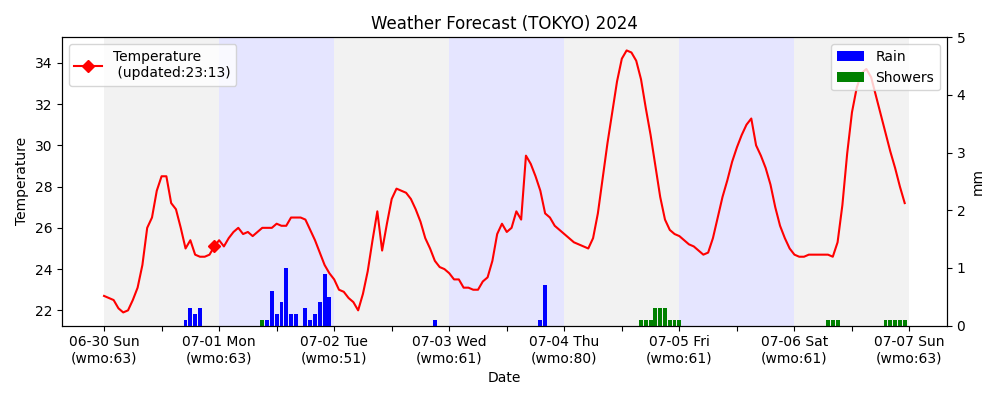 Weather Forecast (TOKYO) 2024
Temperature
(updated:23:13)
Rain
Showers
Temperature
34
32
30
28
26
24
22
5
4
3
2
1
0
mm
06-30 Sun
(wmo:63)
07-01 Mon
(wmo:63)
07-02 Tue
(wmo:51)
07-03 Wed
(wmo:61)
07-04 Thu
(wmo:80)
07-05 Fri
(wmo:61)
07-06 Sat
(wmo:61)
07-07 Sun
(wmo:63)
Date